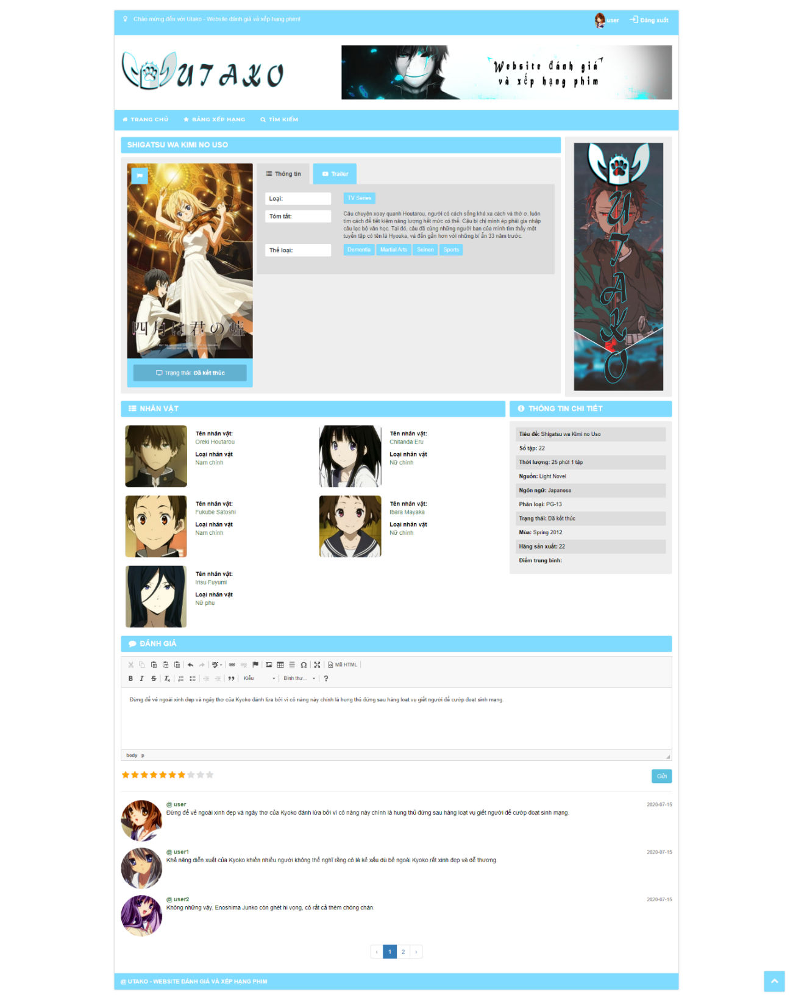 Chào mừng đến với Utako - Website đánh giá và xếp hạng phim!
user Đăng xuất
UTAKO
Website đánh giá
và xếp hạng phim
TRANG CHỦ BẢNG XẾP HẠNG TÌM KIẾM
SHIGATSU WA KIMI NO USO
UTAKO
Thông tin Trailer
Loại: TV Series
Tóm tắt: Câu chuyện xoay quanh Houtarou, người có cách sống khá xa cách và thờ ơ, luôn
tìm cách để tiết kiệm năng lượng hết mức có thể. Cậu bị chị mình ép phải gia nhập
câu lạc bộ văn học. Tại đó, cậu đã cùng những người bạn của mình tìm thấy một
tuyển tập có tên là Hyouka, và đến gần hơn với những bí ẩn 33 năm trước.
Thể loại: Dementia Martial Arts Seinen Sports
四月は君の嘘
Trạng thái: Đã kết thúc
NHÂN VẬT
Tên nhân vật:
Oreki Houtarou
Loại nhân vật
Nam chính
Tên nhân vật:
Chitanda Eru
Loại nhân vật
Nữ chính
Tên nhân vật:
Fukube Satoshi
Loại nhân vật
Nam chính
Tên nhân vật:
Ibara Mayaka
Loại nhân vật
Nữ chính
Tên nhân vật:
Irisu Fuyumi
Loại nhân vật
Nữ phụ
THÔNG TIN CHI TIẾT
Tiêu đề: Shigatsu wa Kimi no Uso
Số tập: 22
Thời lượng: 25 phút 1 tập
Nguồn: Light Novel
Ngôn ngữ: Japanese
Phân loại: PG-13
Trạng thái: Đã kết thúc
Mùa: Spring 2012
Hãng sản xuất: 22
Điểm trung bình:
ĐÁNH GIÁ
Mã HTML
B I S Tx Kiểu Bình thư... ?
Đừng để vẻ ngoài xinh đẹp và ngây thơ của Kyoko đánh lừa bởi vì cô nàng này chính là hung thủ đứng sau hàng loạt vụ giết người để cướp đoạt sinh mạng.
body p
Gửi
@ user 2020-07-15
Đừng để vẻ ngoài xinh đẹp và ngây thơ của Kyoko đánh lừa bởi vì cô nàng này chính là hung thủ đứng sau hàng loạt vụ giết người để cướp đoạt sinh mạng.
@ user1 2020-07-15
Khả năng diễn xuất của Kyoko khiến nhiều người không thể nghĩ rằng cô là kẻ xấu dù bề ngoài Kyoko rất xinh đẹp và dễ thương.
@ user2 2020-07-15
Không những vậy, Enoshima Junko còn ghét hi vọng, cô rất cả thèm chóng chán.
‹ 1 2 ›
@ UTAKO - WEBSITE ĐÁNH GIÁ VÀ XẾP HẠNG PHIM